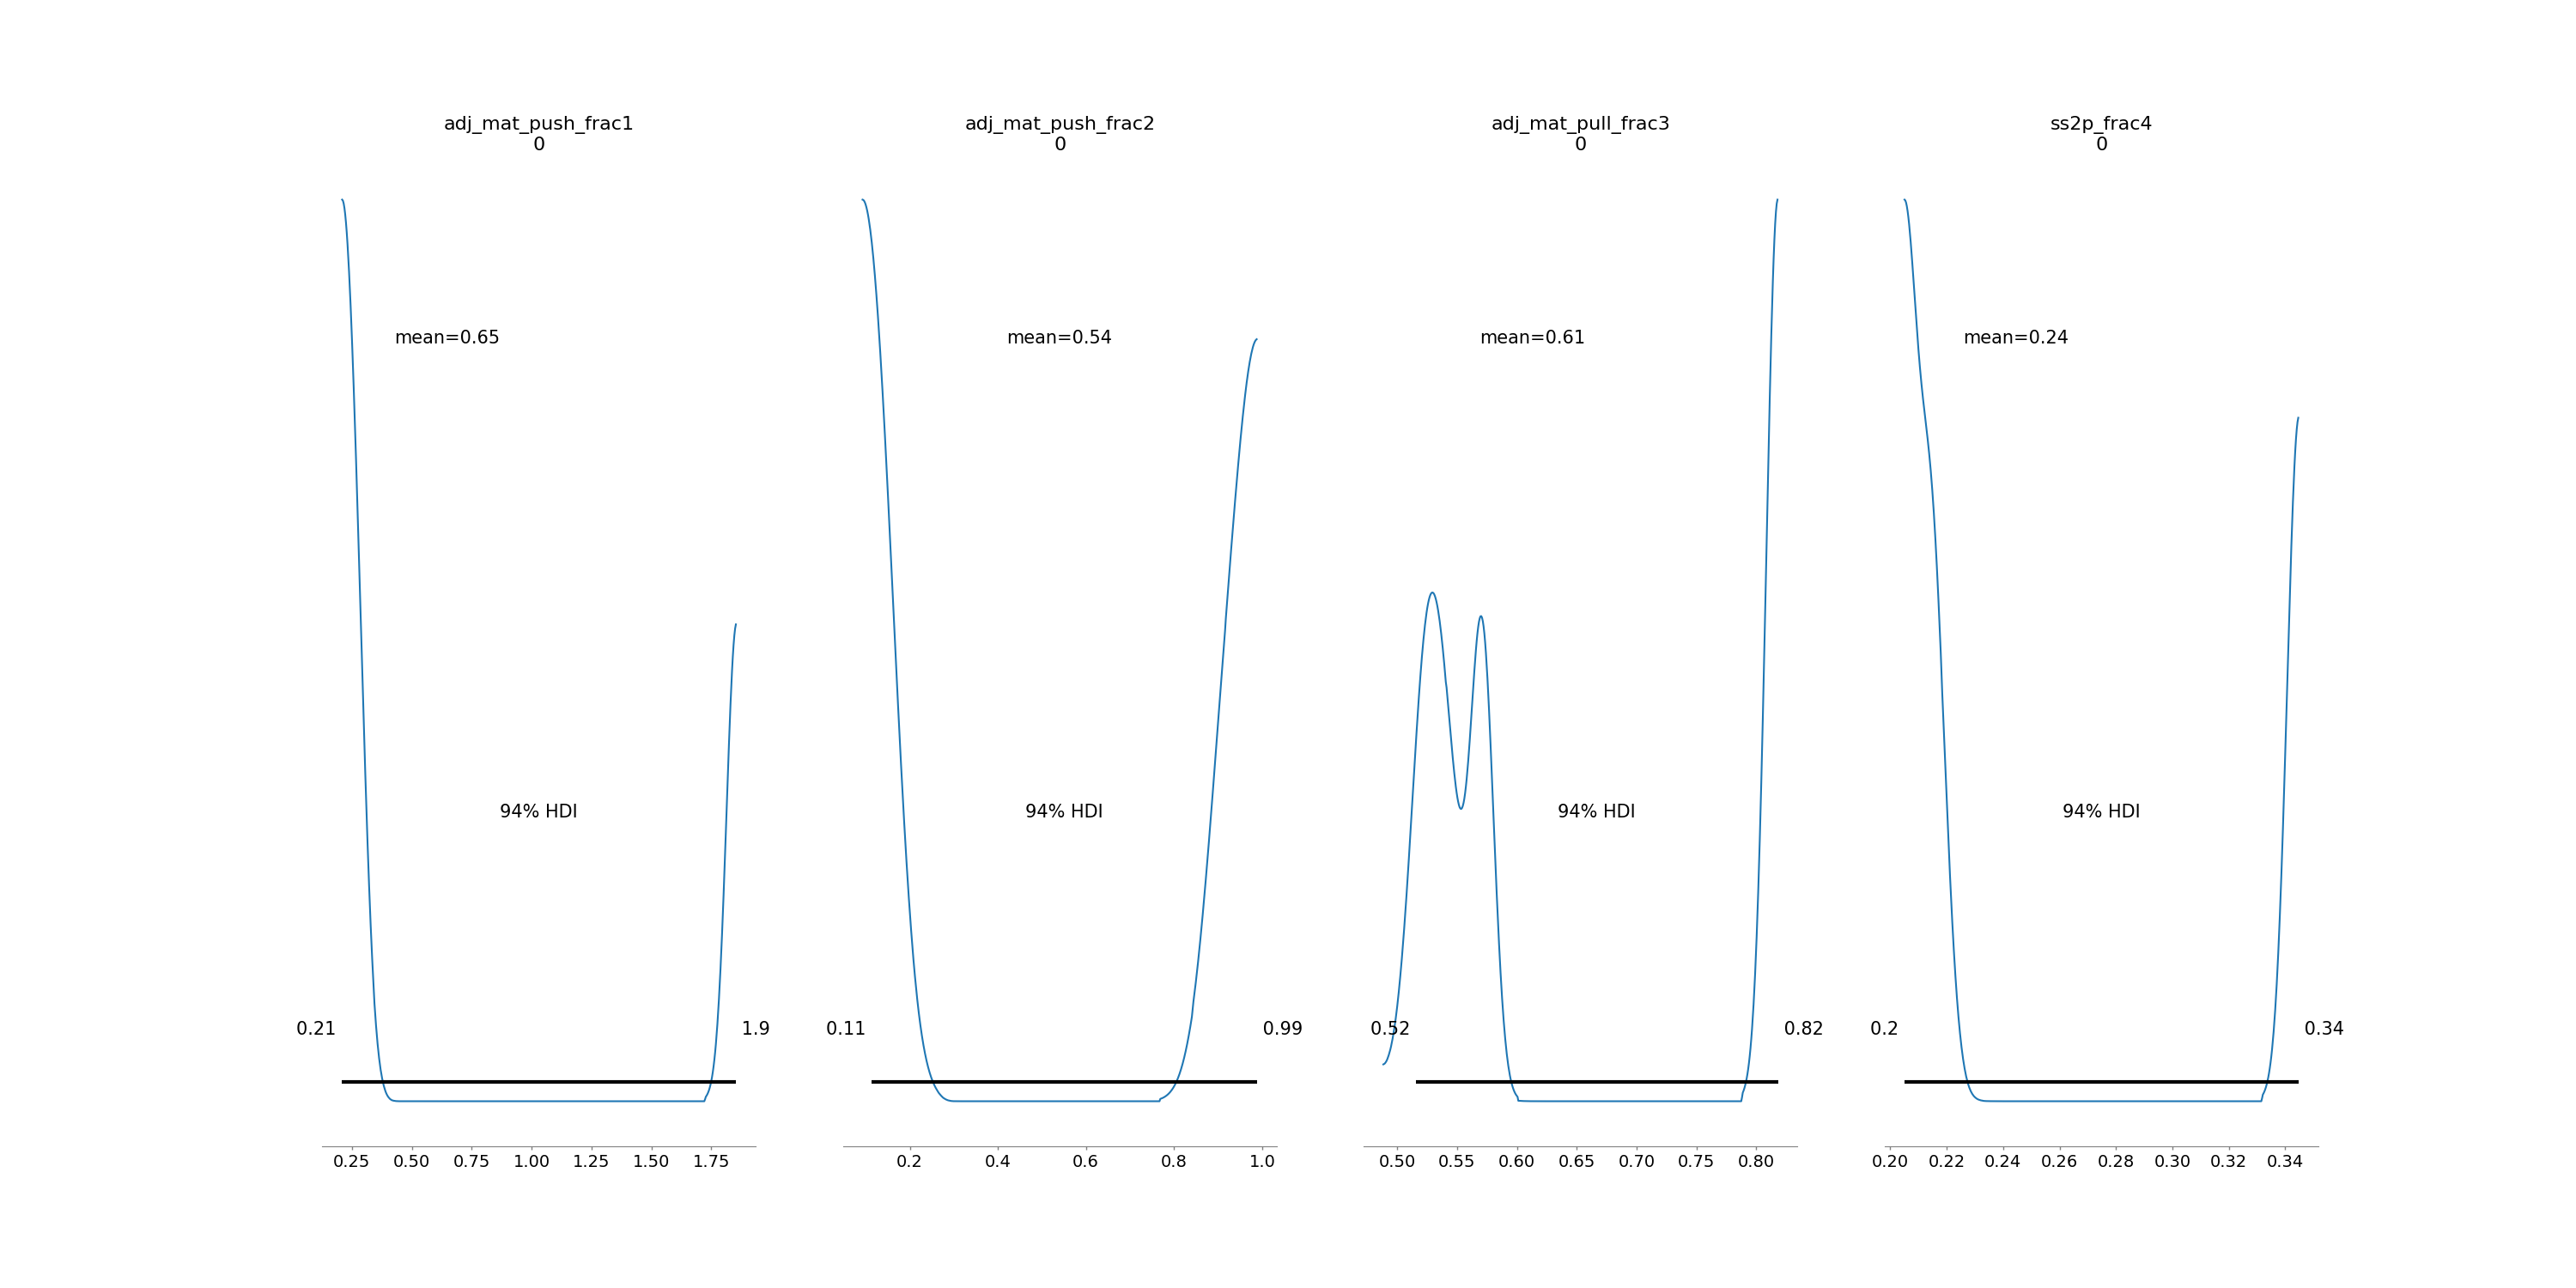 adj_mat_push_frac1
0
mean=0.65
94% HDI
0.21
1.9
0.25 0.50 0.75 1.00 1.25 1.50 1.75
adj_mat_push_frac2
0
mean=0.54
94% HDI
0.11
0.99
0.2 0.4 0.6 0.8 1.0
adj_mat_pull_frac3
0
mean=0.61
94% HDI
0.52
0.82
0.50 0.55 0.60 0.65 0.70 0.75 0.80
ss2p_frac4
0
mean=0.24
94% HDI
0.2
0.34
0.20 0.22 0.24 0.26 0.28 0.30 0.32 0.34